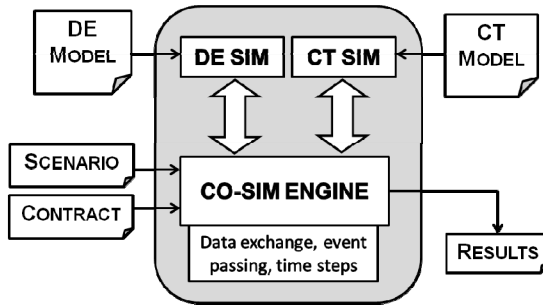 DE
MODEL
DE SIM
CT SIM
CT
MODEL
SCENARIO
CONTRACT
CO-SIM ENGINE
Data exchange, event
passing, time steps
RESULTS